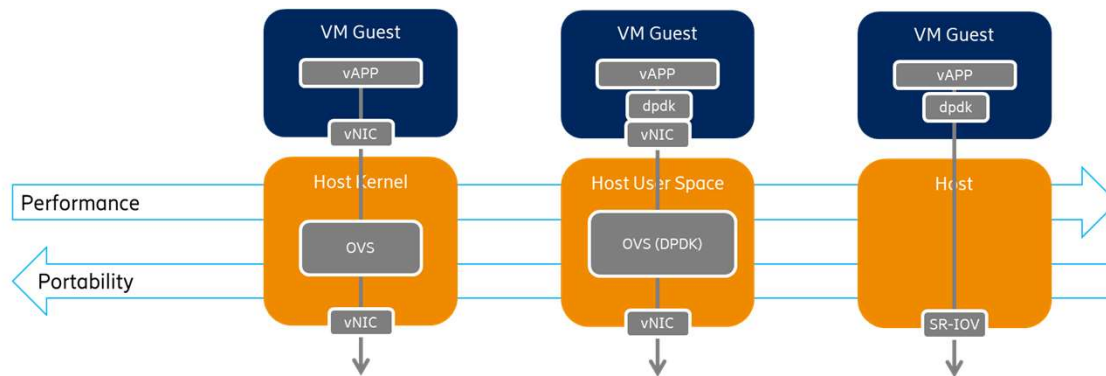 VM Guest
vAPP
vNIC
Host Kernel
OVS
vNIC
VM Guest
vAPP
dpdk
vNIC
Host User Space
OVS (DPDK)
vNIC
VM Guest
vAPP
dpdk
Host
SR-IOV
Performance
Portability